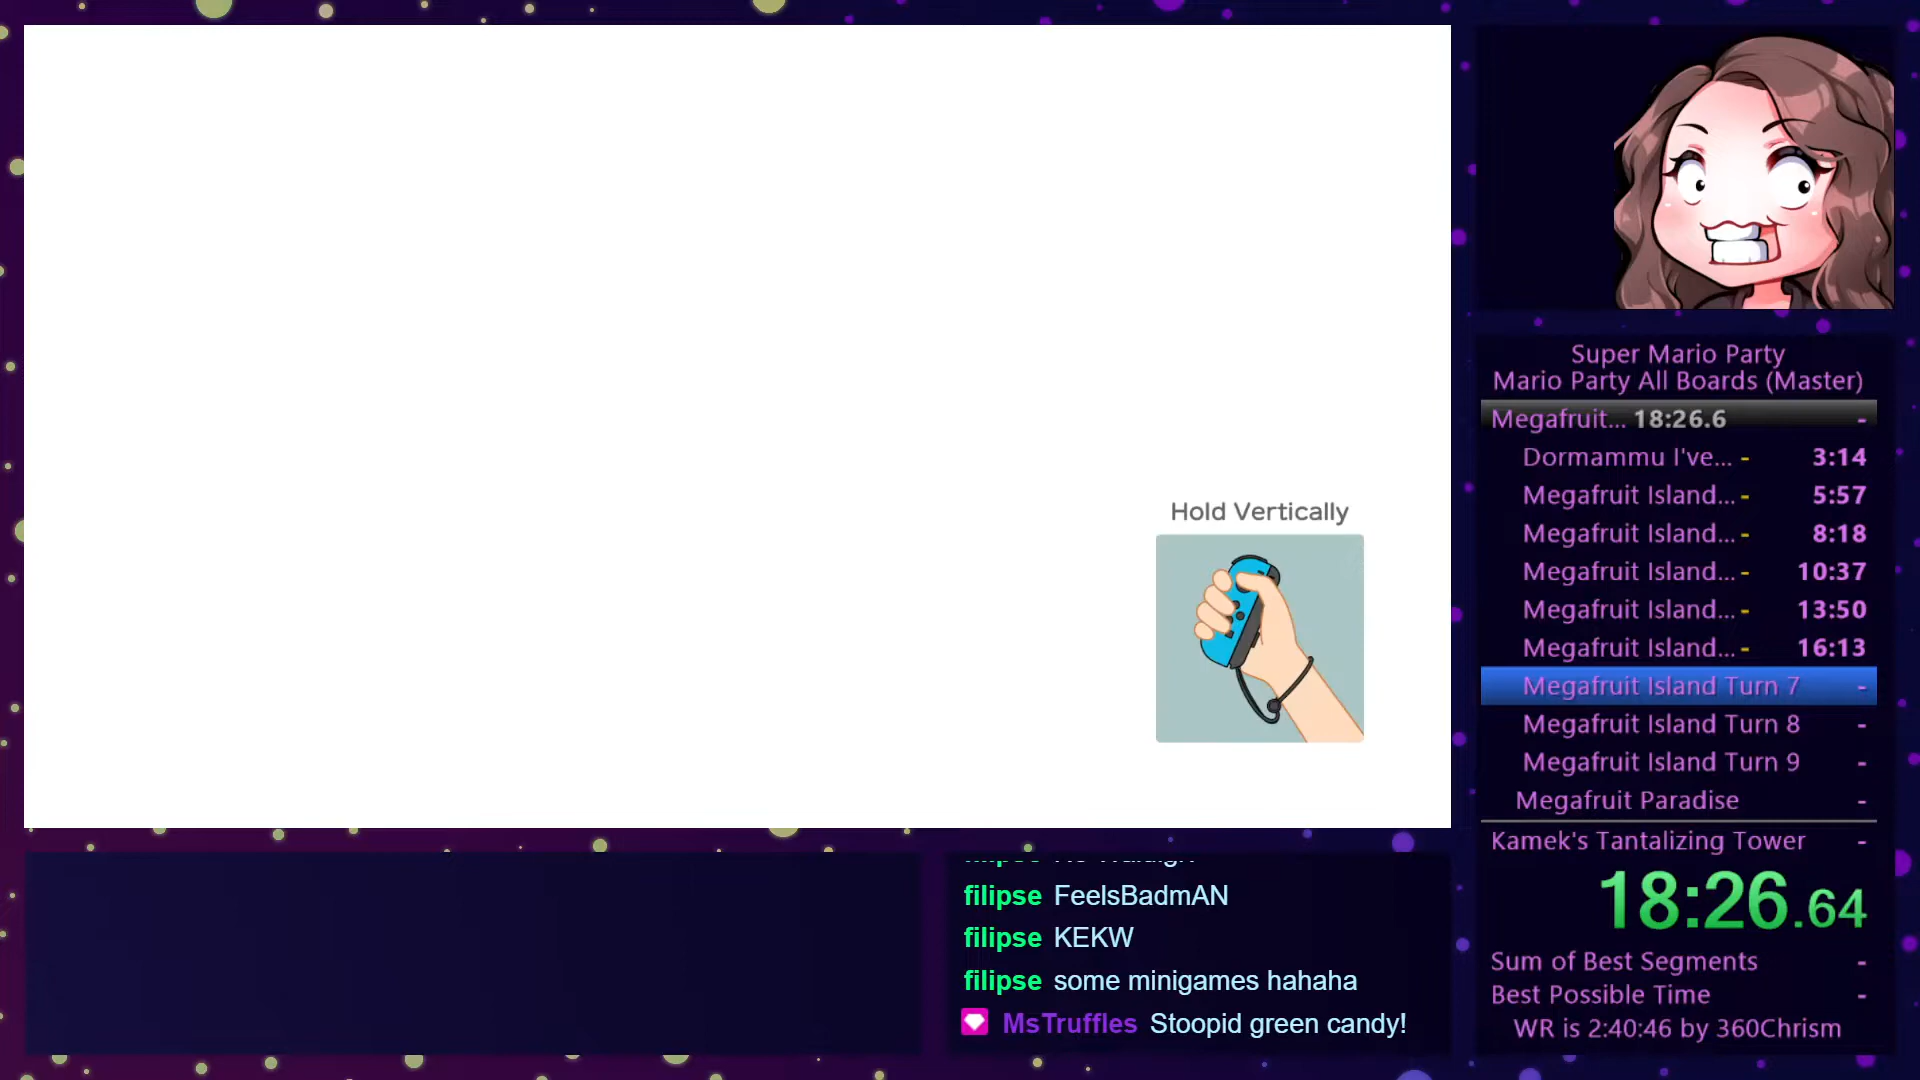 Hold Vertically
filipse FeelsBadmAN
filipse KEKW
filipse some minigames hahaha
MsTruffles Stoopid green candy!
Super Mario Party
Mario Party All Boards (Master)
Megafruit... 18:26.6 -
Dormammu I've... - 3:14
Megafruit Island... - 5:57
Megafruit Island... - 8:18
Megafruit Island... - 10:37
Megafruit Island... - 13:50
Megafruit Island... - 16:13
Megafruit Island Turn 7 -
Megafruit Island Turn 8 -
Megafruit Island Turn 9 -
Megafruit Paradise -
Kamek's Tantalizing Tower -
18:26.64
Sum of Best Segments -
Best Possible Time -
WR is 2:40:46 by 360Chrism